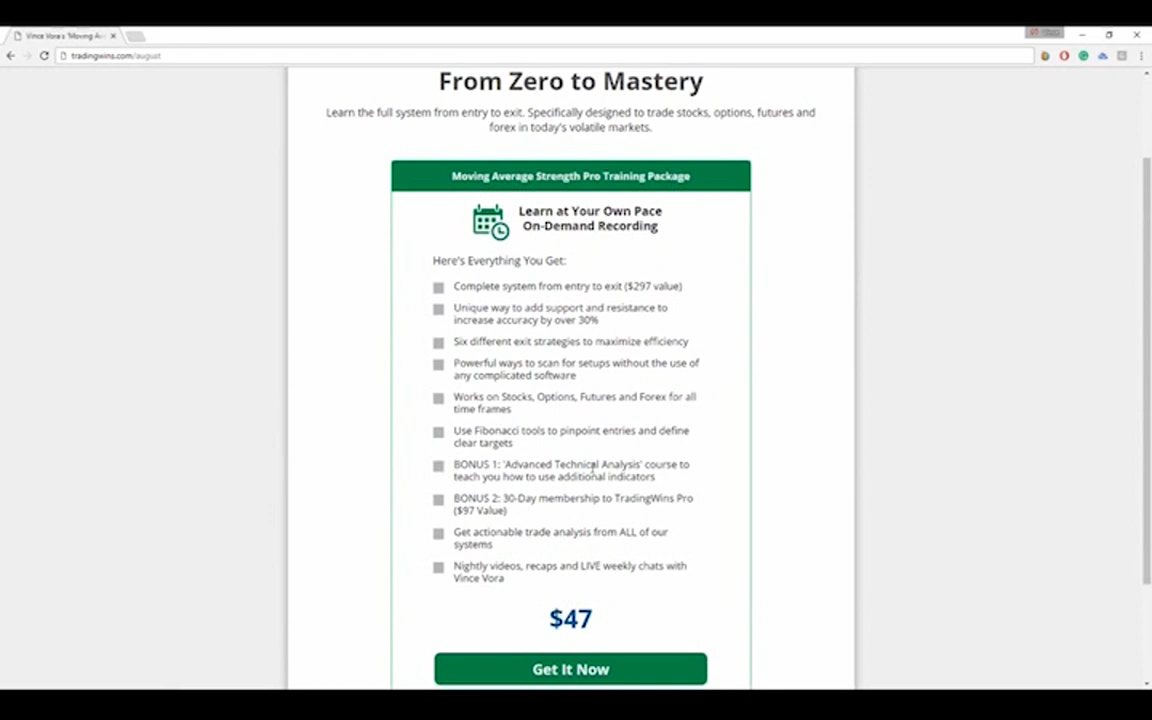 Vince Vora's 'Moving Av
tradingwins.com/august
From Zero to Mastery
Learn the full system from entry to exit. Specifically designed to trade stocks, options, futures and
forex in today's volatile markets.
Moving Average Strength Pro Training Package
Learn at Your Own Pace
On-Demand Recording
Here's Everything You Get:
Complete system from entry to exit ($297 value)
Unique way to add support and resistance to
increase accuracy by over 30%
Six different exit strategies to maximize efficiency
Powerful ways to scan for setups without the use of
any complicated software
Works on Stocks, Options, Futures and Forex for all
time frames
Use Fibonacci tools to pinpoint entries and define
clear targets
BONUS 1: 'Advanced Technical Analysis' course to
teach you how to use additional indicators
BONUS 2: 30-Day membership to TradingWins Pro
($97 Value)
Get actionable trade analysis from ALL of our
systems
Nightly videos, recaps and LIVE weekly chats with
Vince Vora
$47
Get It Now